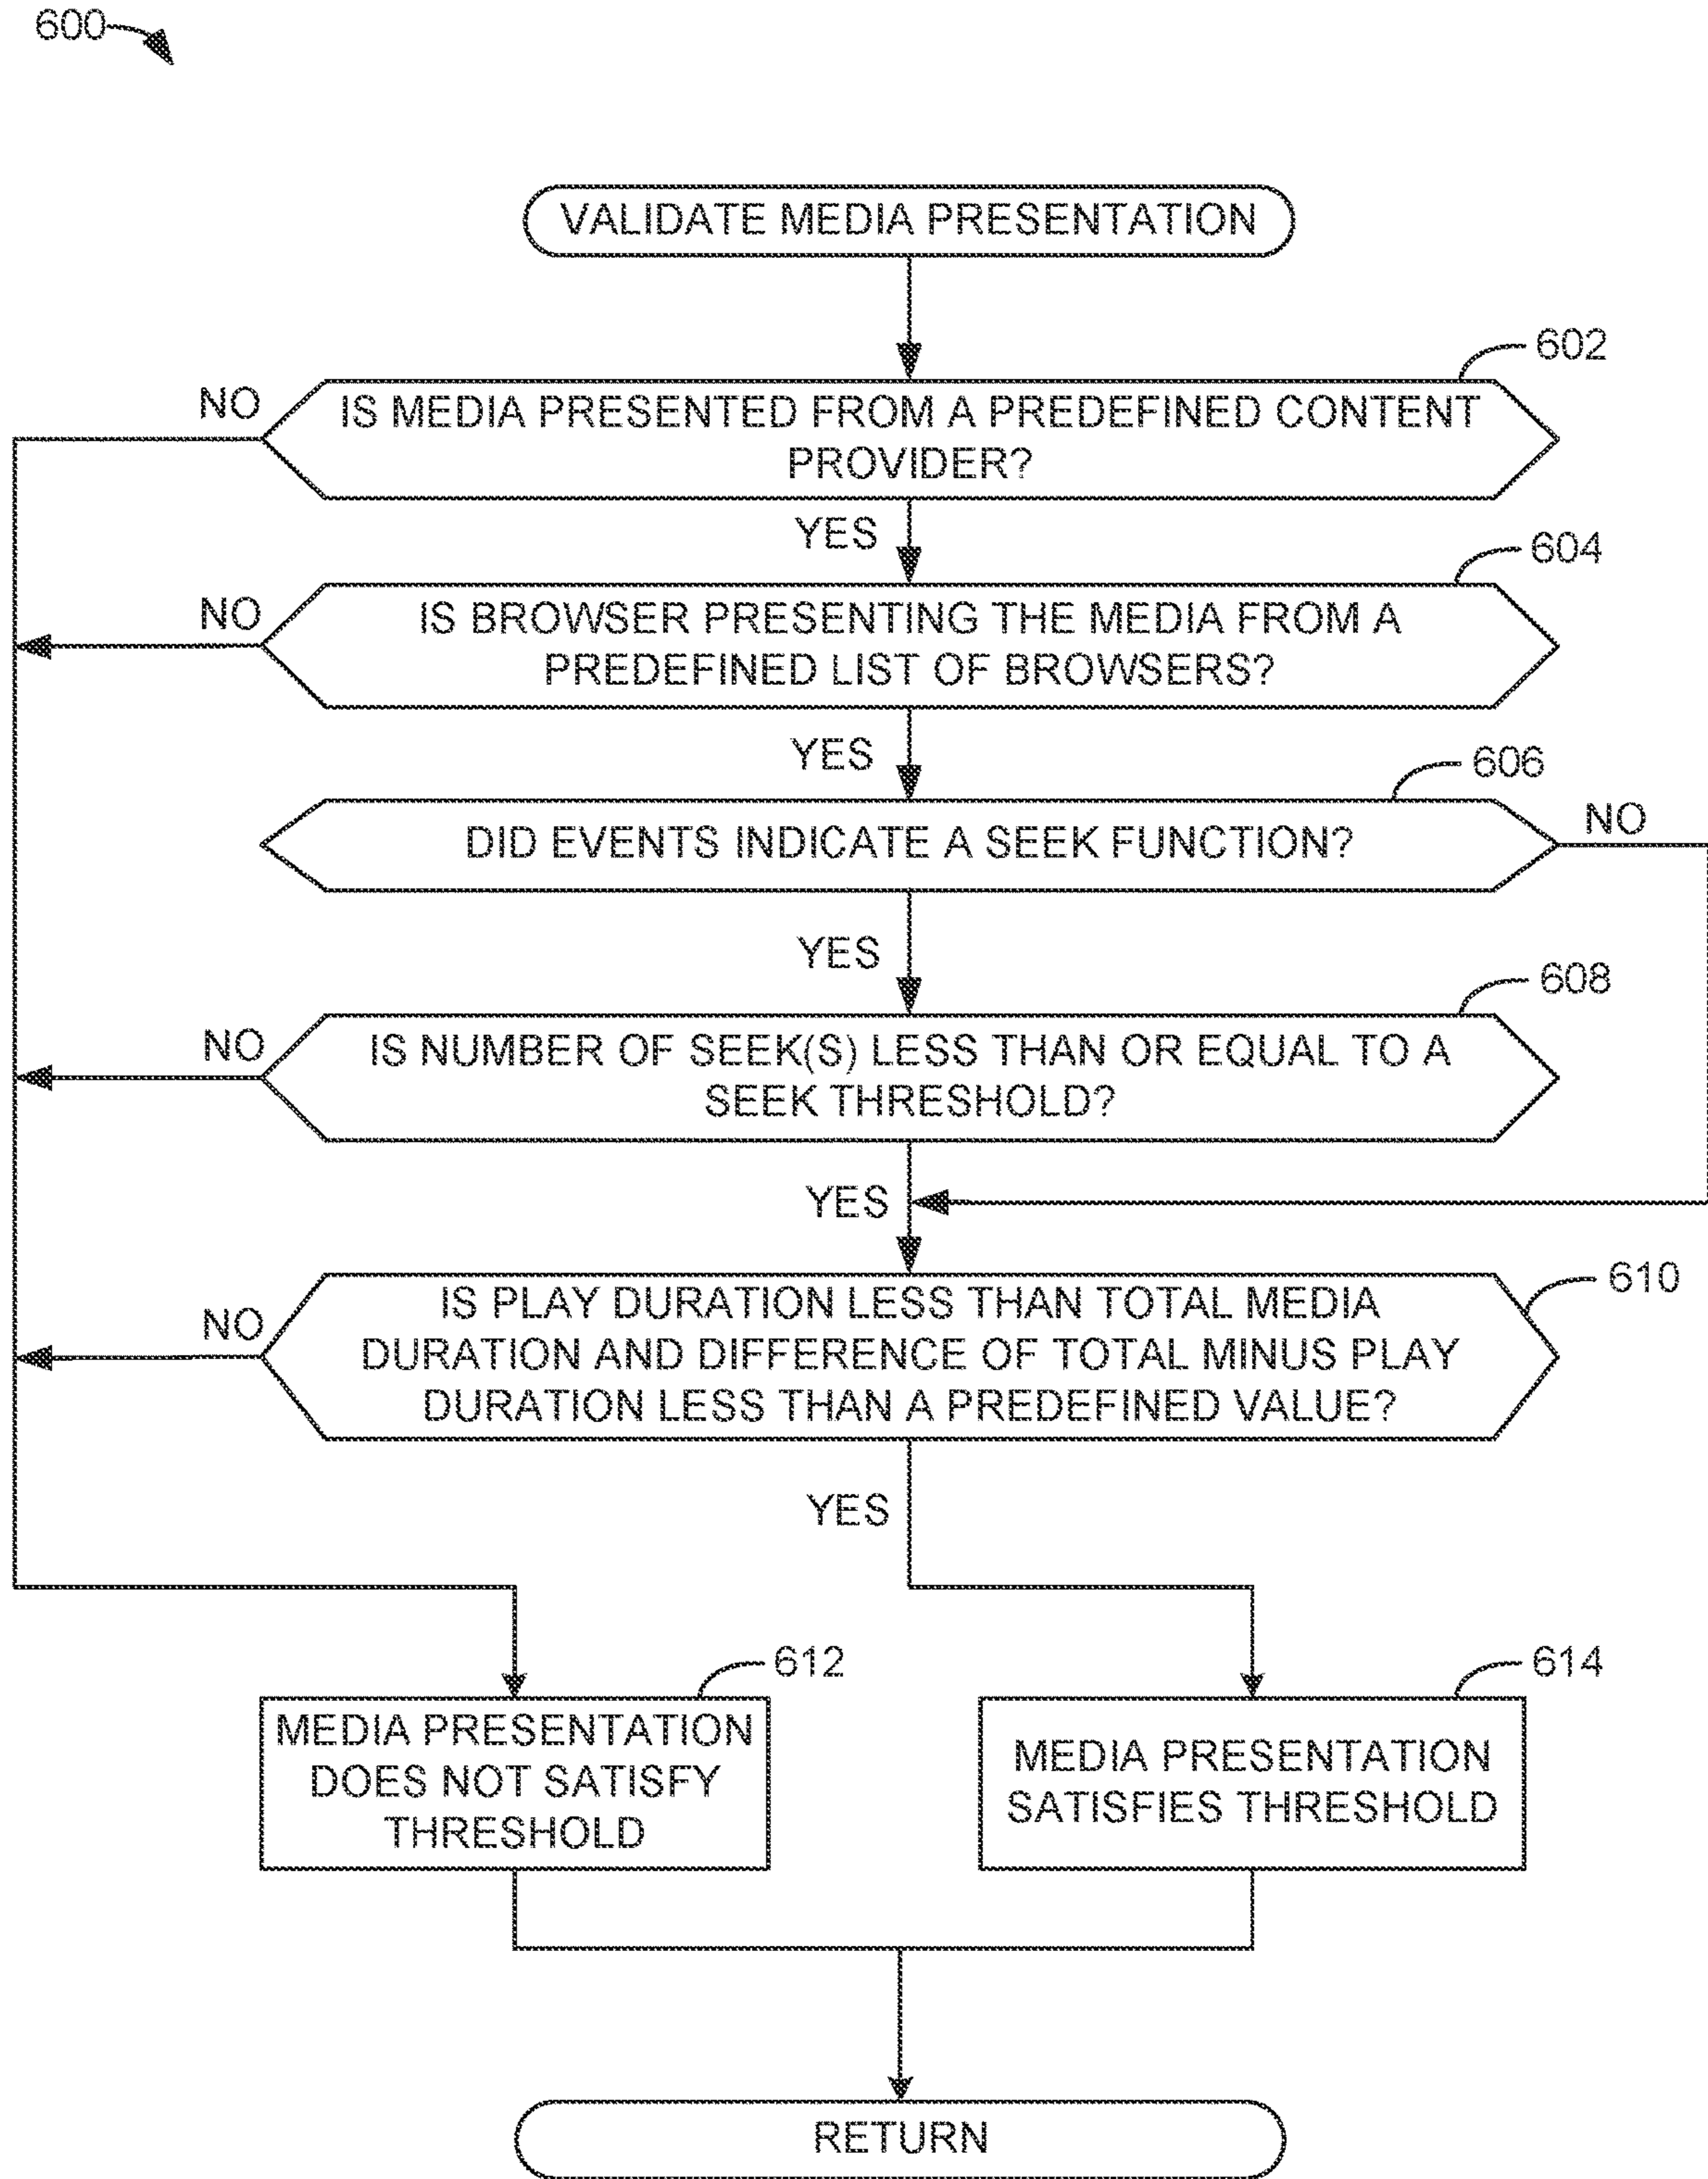 600
VALIDATE MEDIA PRESENTATION
602
NO
IS MEDIA PRESENTED FROM A PREDEFINED CONTENT
PROVIDER?
YES
604
NO
IS BROWSER PRESENTING THE MEDIA FROM A
PREDEFINED LIST OF BROWSERS?
YES
606
DID EVENTS INDICATE A SEEK FUNCTION?
NO
YES
608
NO
IS NUMBER OF SEEK(S) LESS THAN OR EQUAL TO A
SEEK THRESHOLD?
YES
610
NO
IS PLAY DURATION LESS THAN TOTAL MEDIA
DURATION AND DIFFERENCE OF TOTAL MINUS PLAY
DURATION LESS THAN A PREDEFINED VALUE?
YES
612
MEDIA PRESENTATION
DOES NOT SATISFY
THRESHOLD
614
MEDIA PRESENTATION
SATISFIES THRESHOLD
RETURN